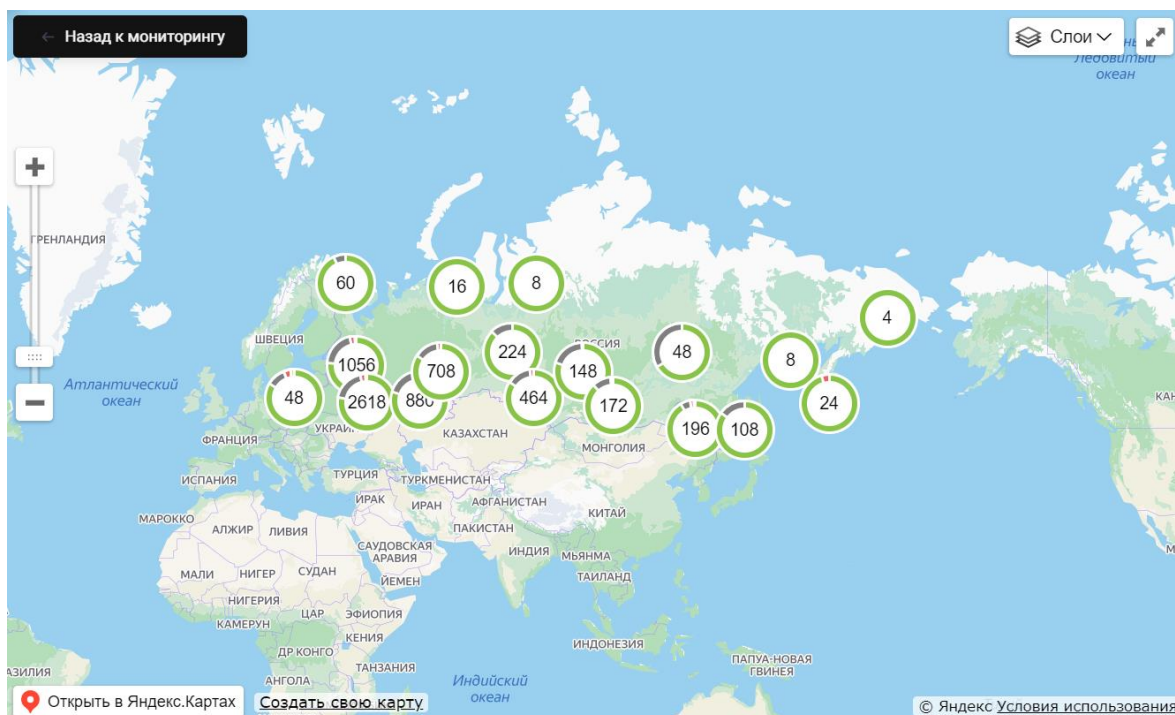 ← Назад к мониторингу
Слои
Ледовитый
океан
ГРЕНЛАНДИЯ
60
16
8
4
ШВЕЦИЯ
РОССИЯ
1056
708
224
148
48
8
Атлантический
океан
48
2618
880
464
172
24
196
108
КАН
УКРАИ
ФРАНЦИЯ
КАЗАХСТАН
МОНГОЛИЯ
ИСПАНИЯ
ТУРЦИЯ
ТУРКМЕНИСТАН
ИРАК
ИРАН
АФГАНИСТАН
МАРОККО
АЛЖИР
ЛИВИЯ
ПАКИСТАН
КИТАЙ
САУДОВСКАЯ
АРАВИЯ
ИНДИЯ
МЬЯНМА
МАЛИ
НИГЕР
СУДАН
ЙЕМЕН
ТАИЛАНД
НИГЕРИЯ
ЧАР
ЭФИОПИЯ
КАМЕРУН
КЕНИЯ
ИНДОНЕЗИЯ
ДР КОНГО
ТАНЗАНИЯ
ПАПУА-НОВАЯ
ГВИНЕЯ
АЗИЛИЯ
АНГОЛА
Индийский
океан
Открыть в Яндекс.Картах
Создать свою карту
© Яндекс Условия использования